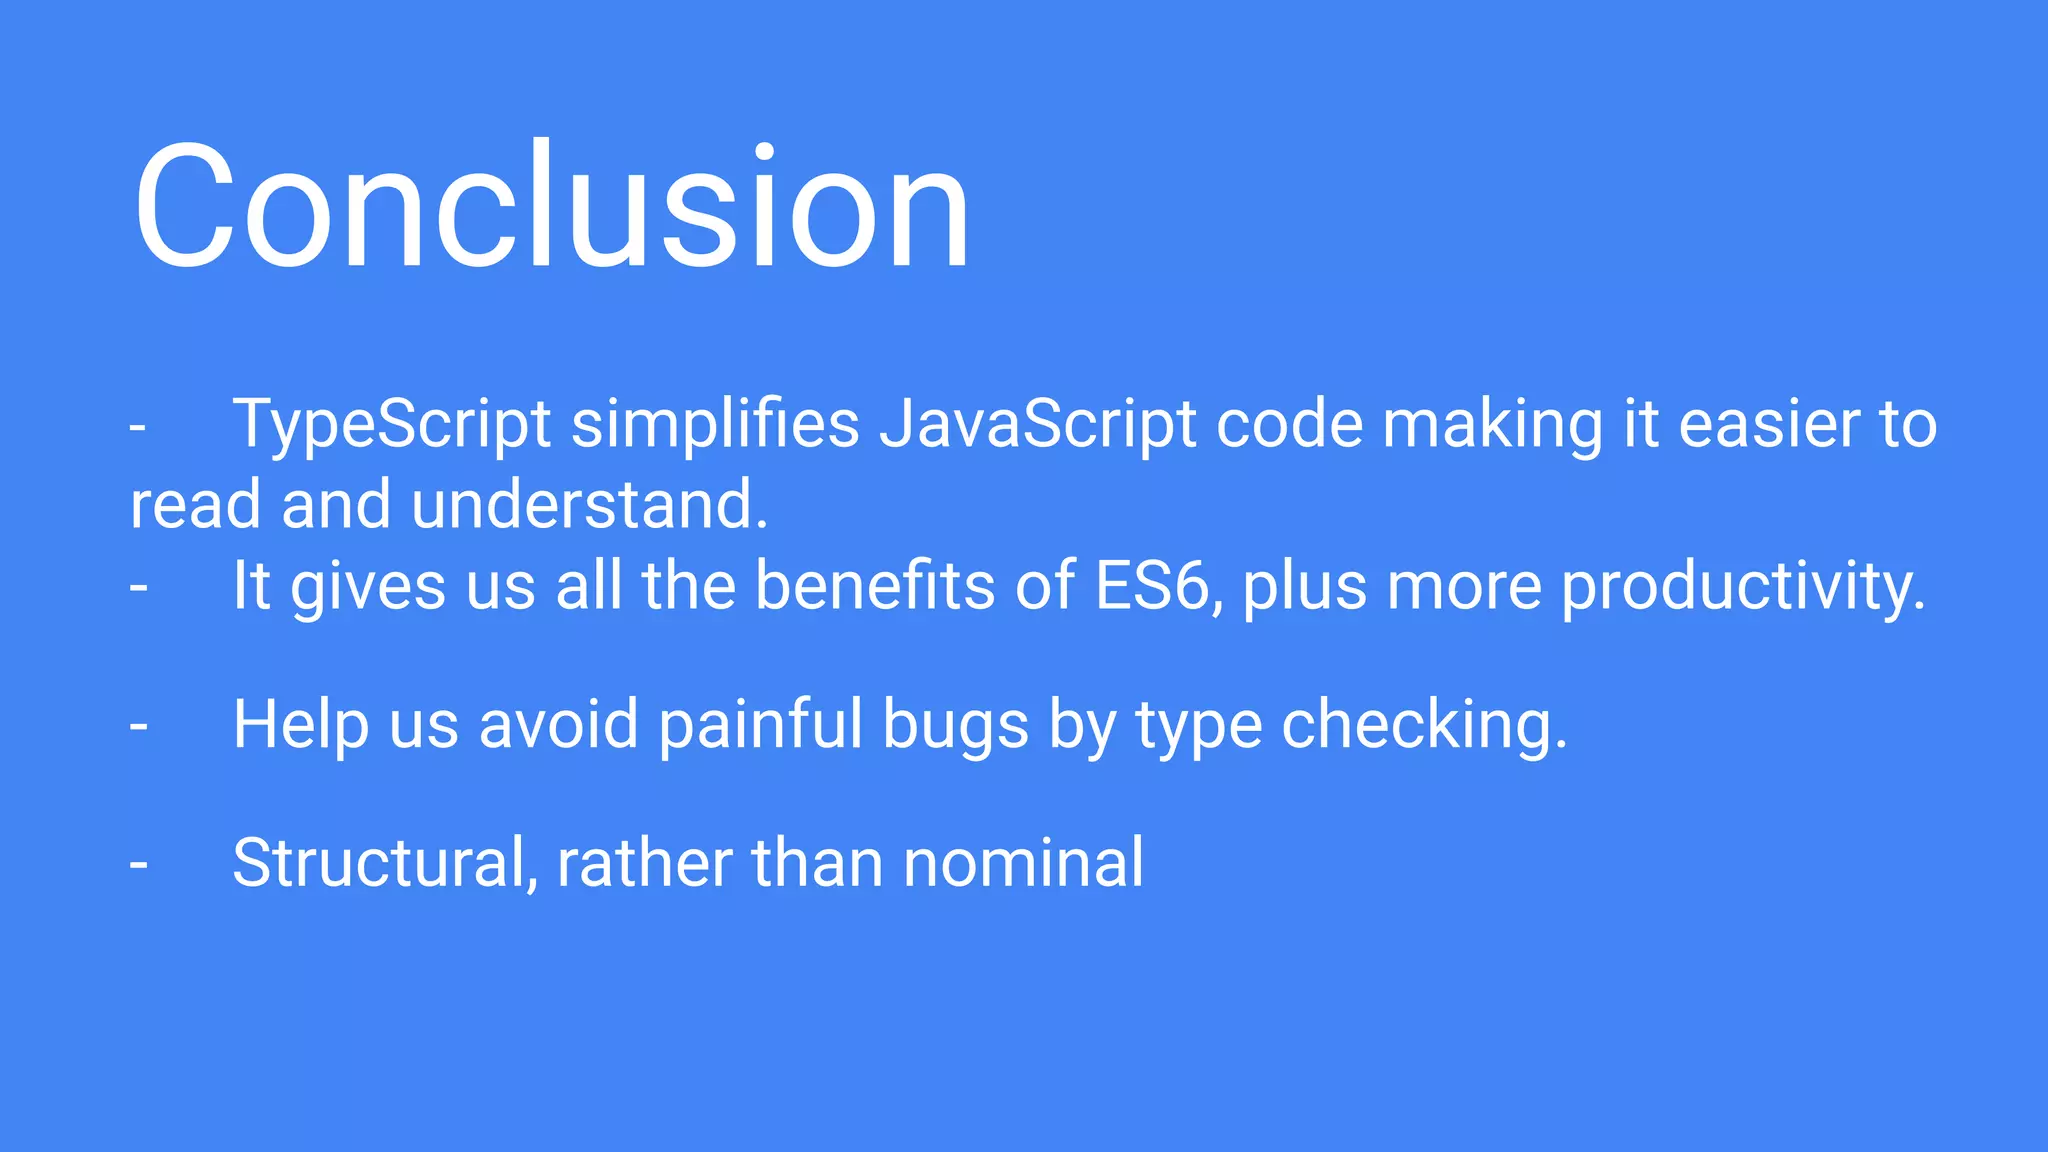 Conclusion
- TypeScript simplifies JavaScript code making it easier to
read and understand.
- It gives us all the benefits of ES6, plus more productivity.
- Help us avoid painful bugs by type checking.
- Structural, rather than nominal